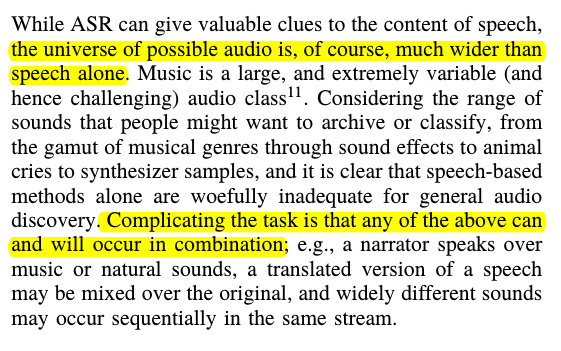 While ASR can give valuable clues to the content of speech,
the universe of possible audio is, of course, much wider than
speech alone. Music is a large, and extremely variable (and
hence challenging) audio class¹¹. Considering the range of
sounds that people might want to archive or classify, from
the gamut of musical genres through sound effects to animal
cries to synthesizer samples, and it is clear that speech-based
methods alone are woefully inadequate for general audio
discovery. Complicating the task is that any of the above can
and will occur in combination; e.g., a narrator speaks over
music or natural sounds, a translated version of a speech
may be mixed over the original, and widely different sounds
may occur sequentially in the same stream.